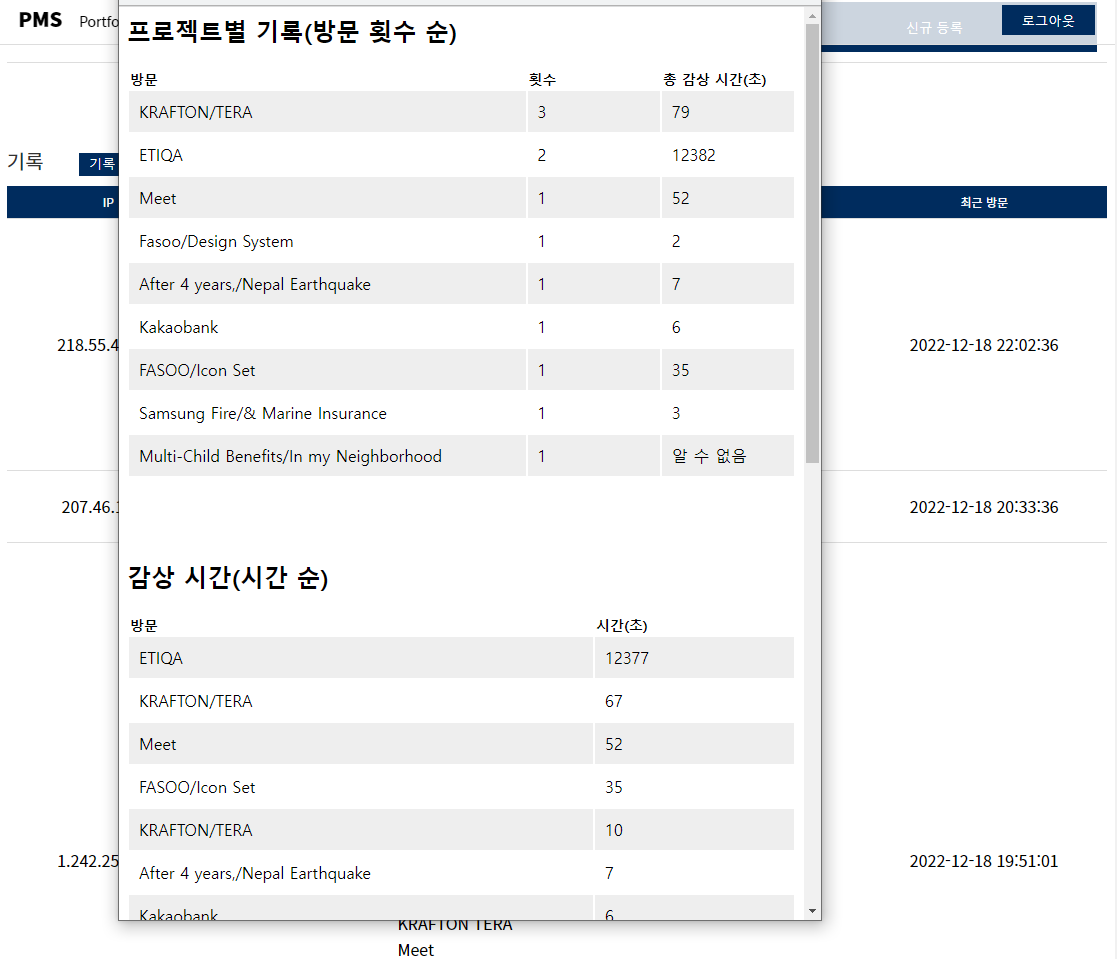 PMS Portfo
신규 등록 로그아웃
기록 기록
IP 최근 방문
218.55.4 2022-12-18 22:02:36
207.46. 2022-12-18 20:33:36
1.242.25 2022-12-18 19:51:01
프로젝트별 기록(방문 횟수 순)
방문 횟수 총 감상 시간(초)
KRAFTON/TERA 3 79
ETIQA 2 12382
Meet 1 52
Fasoo/Design System 1 2
After 4 years,/Nepal Earthquake 1 7
Kakaobank 1 6
FASOO/Icon Set 1 35
Samsung Fire/& Marine Insurance 1 3
Multi-Child Benefits/In my Neighborhood 1 알 수 없음
감상 시간(시간 순)
방문 시간(초)
ETIQA 12377
KRAFTON/TERA 67
Meet 52
FASOO/Icon Set 35
KRAFTON/TERA 10
After 4 years,/Nepal Earthquake 7
Kakaobank 6
KRAFTON TERA
Meet